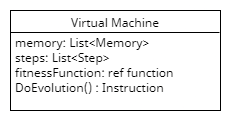 Virtual Machine
memory: List<Memory>
steps: List<Step>
fitnessFunction: ref function
DoEvolution() : Instruction